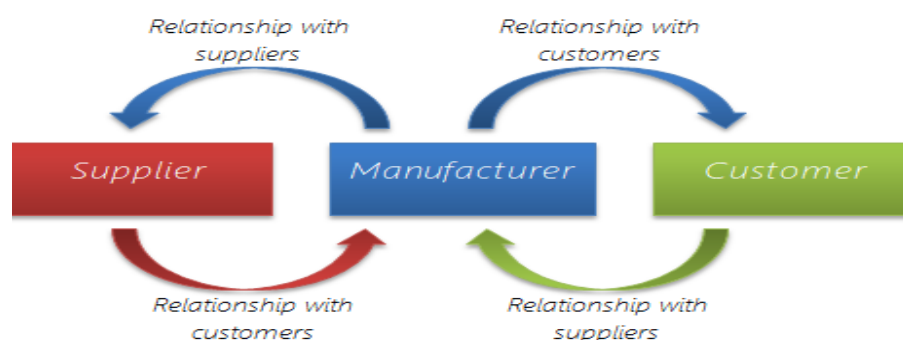 Relationship with
suppliers
Relationship with
customers
Supplier
Manufacturer
Customer
Relationship with
customers
Relationship with
suppliers